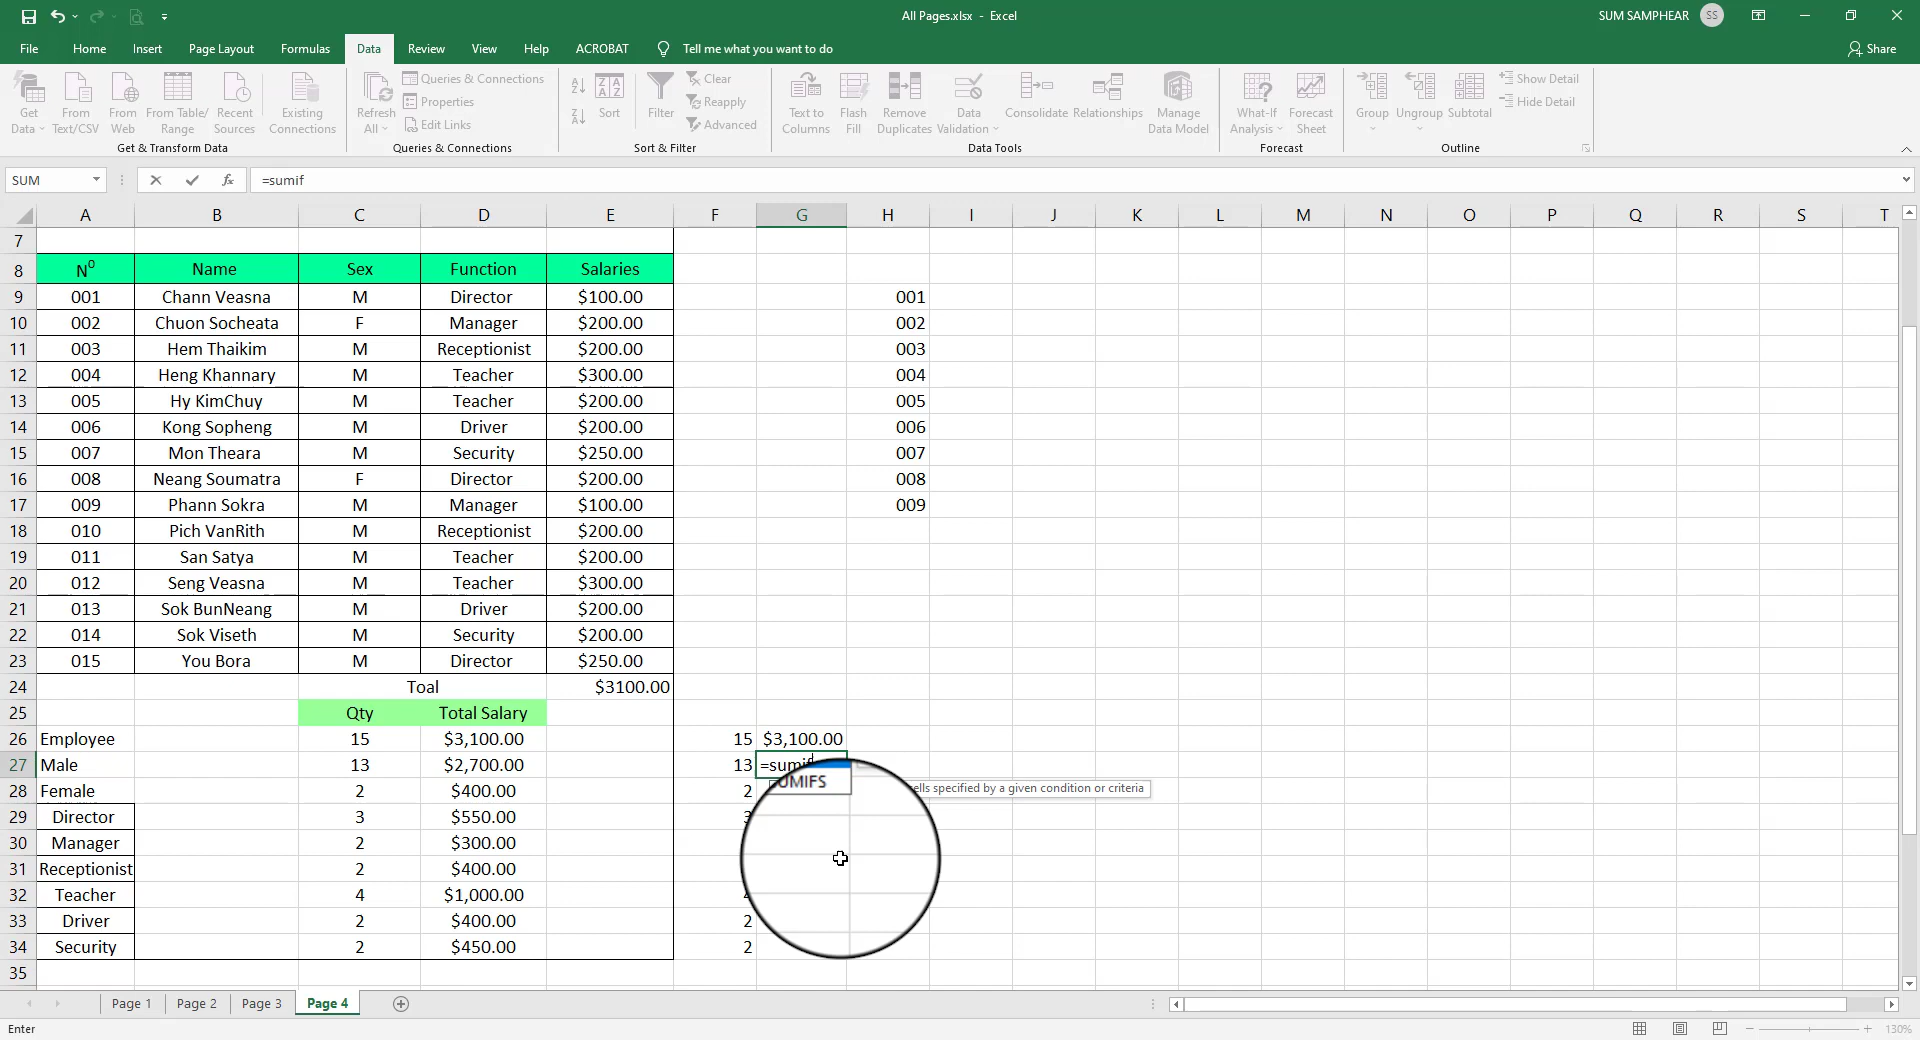 All Pages.xlsx - Excel
SUM SAMPHEAR SS
File Home Insert Page Layout Formulas Data Review View Help ACROBAT Tell me what you want to do Share
Get Data From Text/CSV From Web From Table/ Range Recent Sources Existing Connections
Get & Transform Data
Refresh All Queries & Connections Properties Edit Links
Queries & Connections
Sort Filter Clear Reapply Advanced
Sort & Filter
Text to Columns Flash Fill Remove Duplicates Data Validation Consolidate Relationships Manage Data Model
Data Tools
What-If Analysis Forecast Sheet
Forecast
Group Ungroup Subtotal Show Detail Hide Detail
Outline
SUM fx =sumif
A B C D E F G H I J K L M N O P Q R S T
7
8 N⁰ Name Sex Function Salaries
9 001 Chann Veasna M Director $100.00 001
10 002 Chuon Socheata F Manager $200.00 002
11 003 Hem Thaikim M Receptionist $200.00 003
12 004 Heng Khannary M Teacher $300.00 004
13 005 Hy KimChuy M Teacher $200.00 005
14 006 Kong Sopheng M Driver $200.00 006
15 007 Mon Theara M Security $250.00 007
16 008 Neang Soumatra F Director $200.00 008
17 009 Phann Sokra M Manager $100.00 009
18 010 Pich VanRith M Receptionist $200.00
19 011 San Satya M Teacher $200.00
20 012 Seng Veasna M Teacher $300.00
21 013 Sok BunNeang M Driver $200.00
22 014 Sok Viseth M Security $200.00
23 015 You Bora M Director $250.00
24 Toal $3100.00
25 Qty Total Salary
26 Employee 15 $3,100.00 15 $3,100.00
27 Male 13 $2,700.00 13 =sumif
28 Female 2 $400.00 2 UMIFS ells specified by a given condition or criteria
29 Director 3 $550.00 3
30 Manager 2 $300.00
31 Receptionist 2 $400.00
32 Teacher 4 $1,000.00
33 Driver 2 $400.00 2
34 Security 2 $450.00 2
35
Page 1 Page 2 Page 3 Page 4
Enter 130%